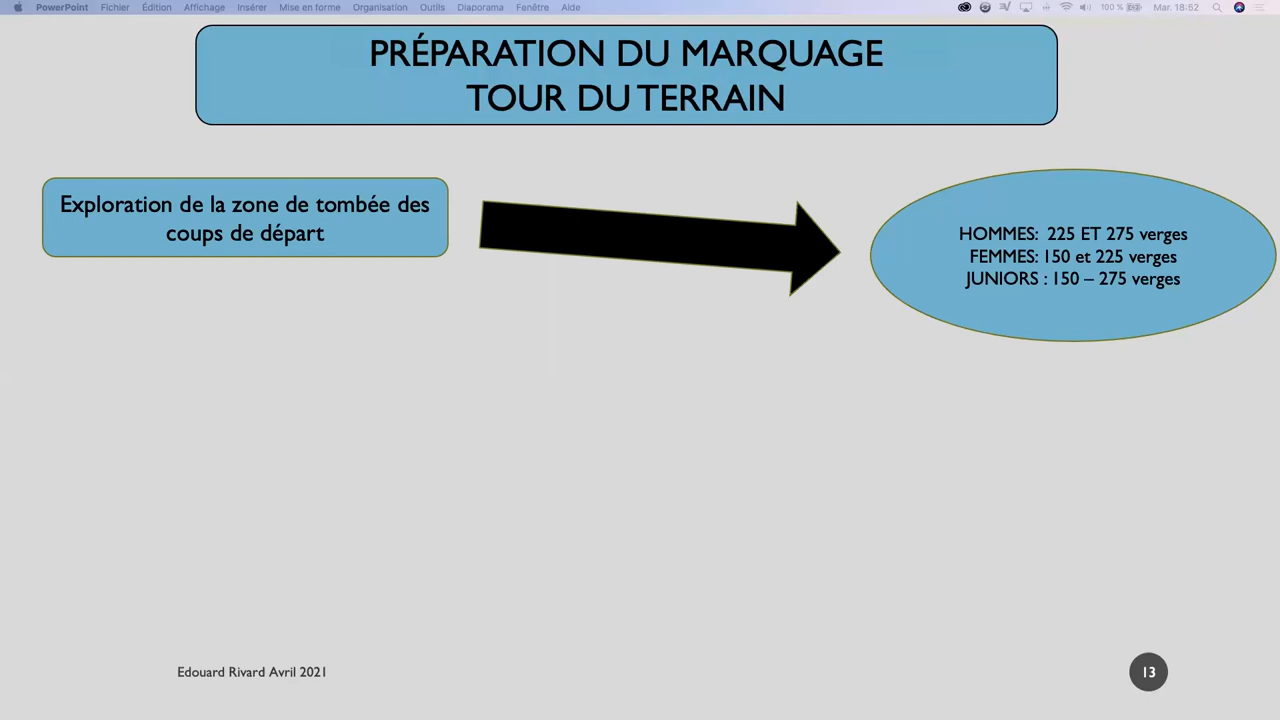 PowerPoint Fichier Édition Affichage Insérer Mise en forme Organisation Outils Diaporama Fenêtre Aide 100 % Mar. 18:52
PRÉPARATION DU MARQUAGE
TOUR DU TERRAIN
Exploration de la zone de tombée des
coups de départ
HOMMES: 225 ET 275 verges
FEMMES: 150 et 225 verges
JUNIORS : 150 – 275 verges
Edouard Rivard Avril 2021
13